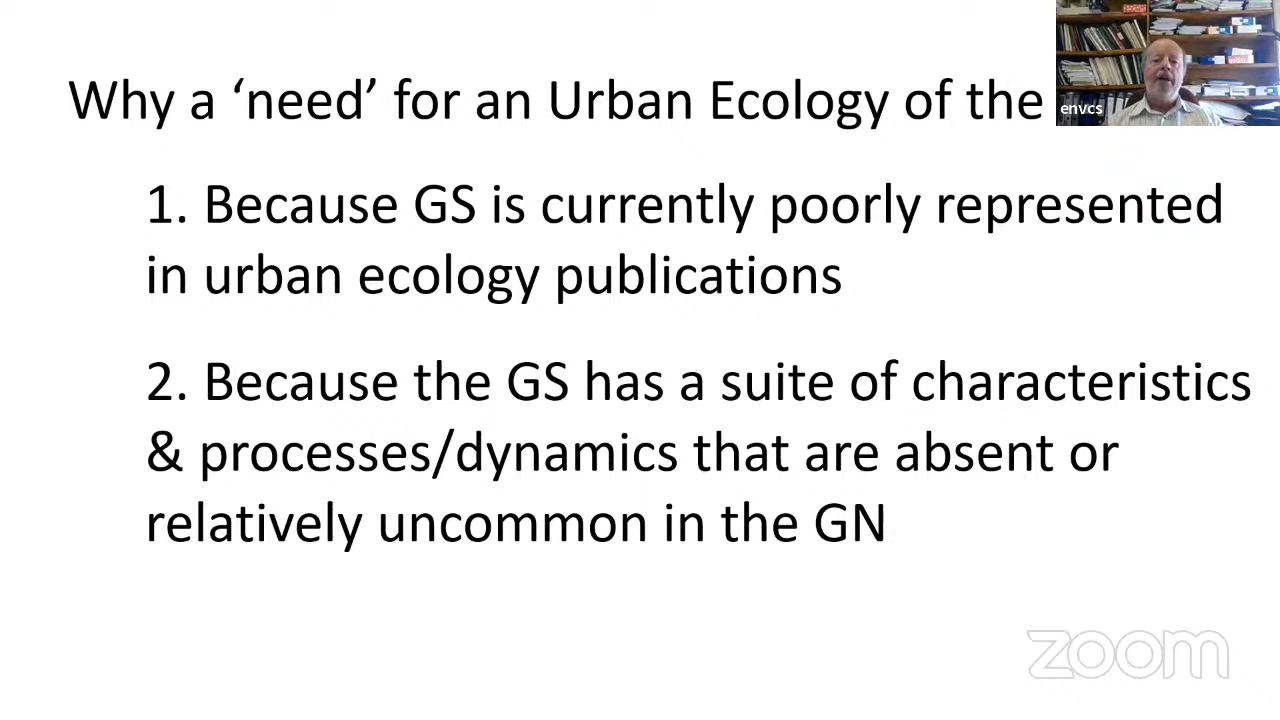 Why a ‘need’ for an Urban Ecology of the
envcs
1. Because GS is currently poorly represented
in urban ecology publications
2. Because the GS has a suite of characteristics
& processes/dynamics that are absent or
relatively uncommon in the GN
zoom